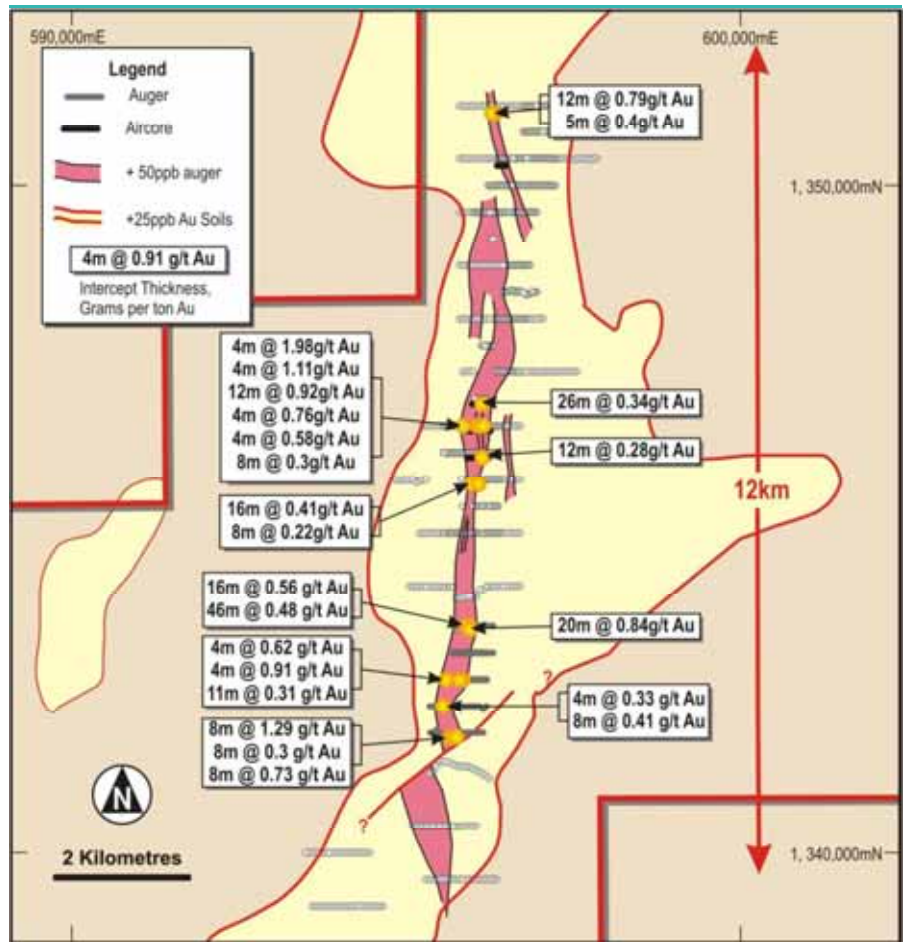 590,000mE
600,000mE
Legend
Auger
Aircore
+ 50ppb auger
+25ppb Au Soils
4m @ 0.91 g/t Au
Intercept Thickness,
Grams per ton Au
12m @ 0.79g/t Au
5m @ 0.4g/t Au
1, 350,000mN
4m @ 1.98g/t Au
4m @ 1.11g/t Au
12m @ 0.92g/t Au
4m @ 0.76g/t Au
4m @ 0.58g/t Au
8m @ 0.3g/t Au
26m @ 0.34g/t Au
12m @ 0.28g/t Au
12km
16m @ 0.41g/t Au
8m @ 0.22g/t Au
16m @ 0.56 g/t Au
46m @ 0.48 g/t Au
20m @ 0.84g/t Au
4m @ 0.62 g/t Au
4m @ 0.91 g/t Au
11m @ 0.31 g/t Au
?
?
4m @ 0.33 g/t Au
8m @ 0.41 g/t Au
8m @ 1.29 g/t Au
8m @ 0.3 g/t Au
8m @ 0.73 g/t Au
N
?
2 Kilometres
1, 340,000mN